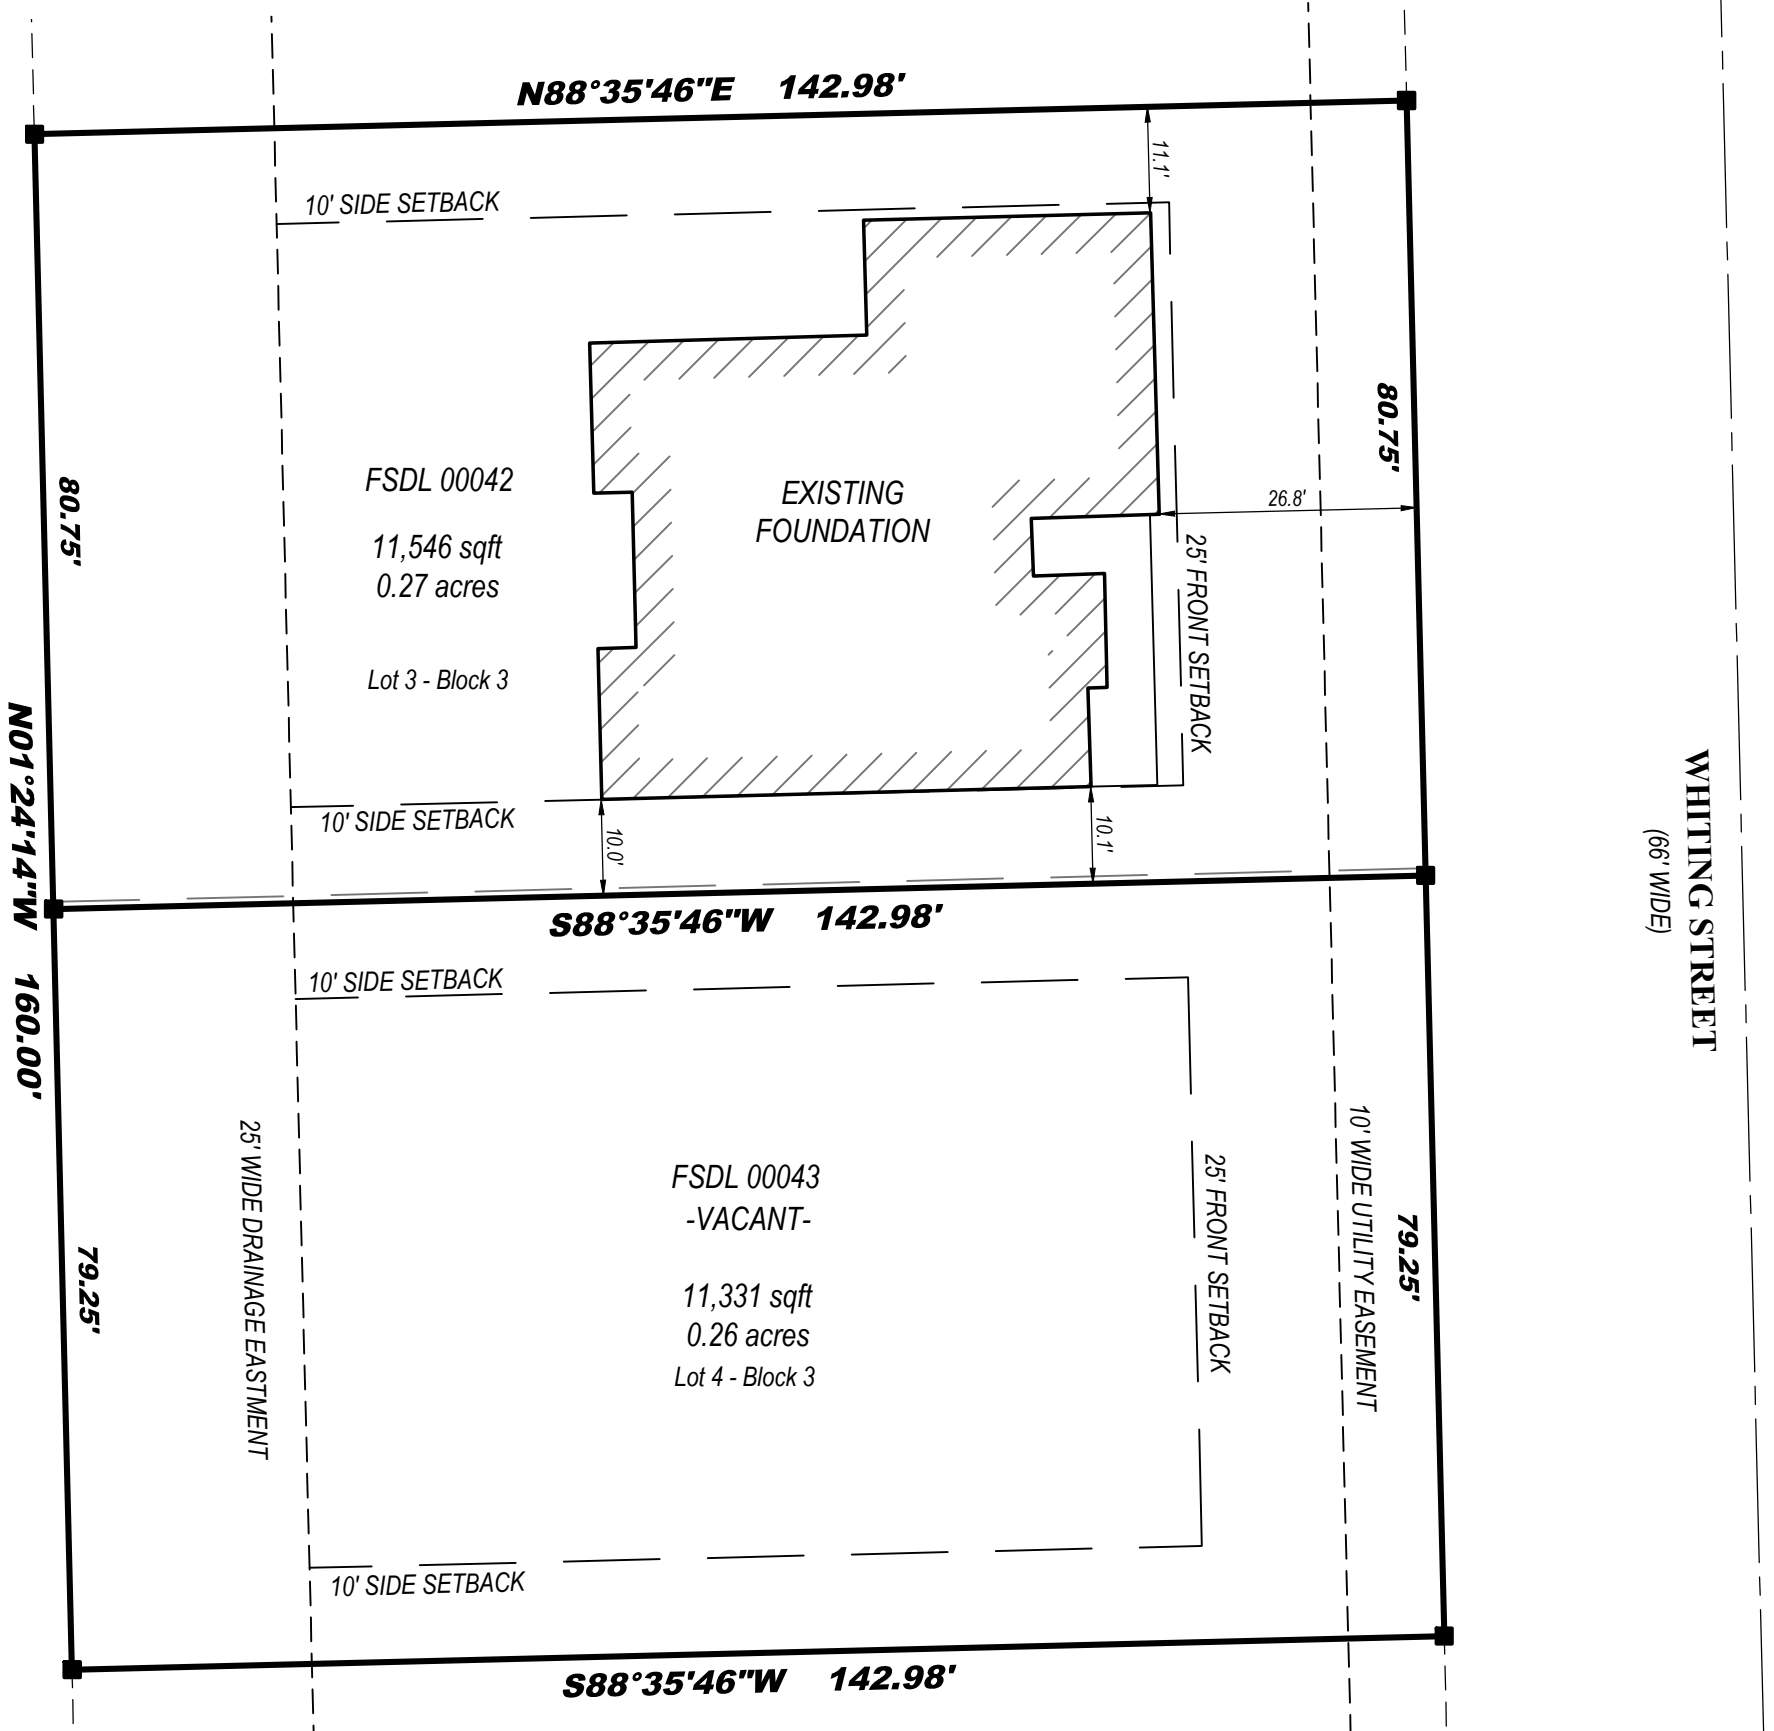 N88°35'46"E 142.98'
11.1'
10' SIDE SETBACK
80.75'
80.75'
FSDL 00042
11,546 sqft
0.27 acres
Lot 3 - Block 3
EXISTING
FOUNDATION
26.8'
25' FRONT SETBACK
10' SIDE SETBACK
10.0'
10.1'
N01°24'14"W 160.00'
WHITING STREET
(66' WIDE)
S88°35'46"W 142.98'
10' SIDE SETBACK
25' WIDE DRAINAGE EASTMENT
79.25'
FSDL 00043
-VACANT-
11,331 sqft
0.26 acres
Lot 4 - Block 3
25' FRONT SETBACK
10' WIDE UTILITY EASEMENT
79.25'
10' SIDE SETBACK
S88°35'46"W 142.98'